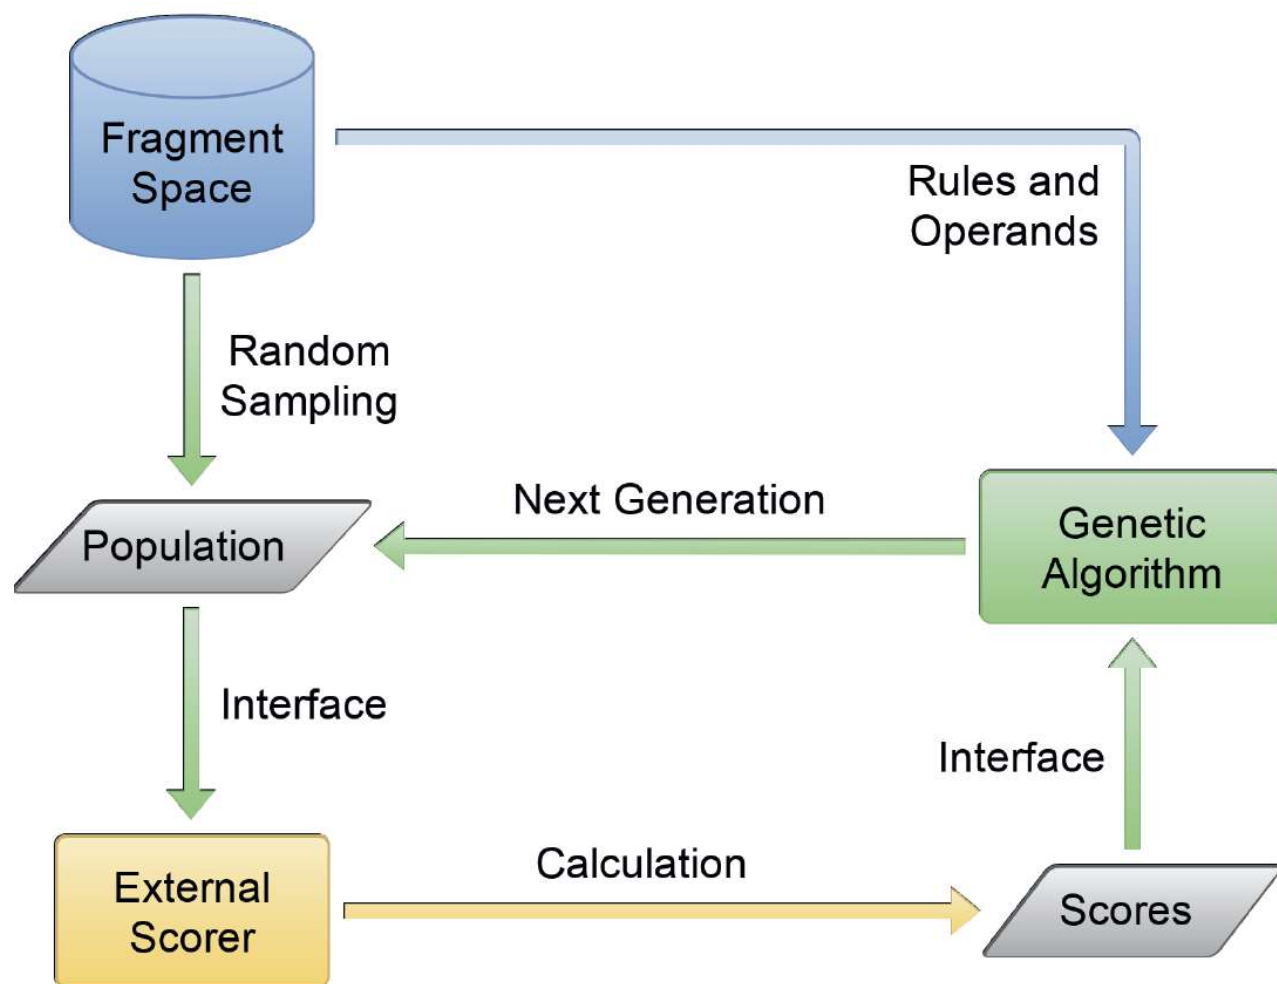 Fragment
Space
Rules and
Operands
Random
Sampling
Next Generation
Population
Genetic
Algorithm
Interface
Interface
Calculation
External
Scorer
Scores